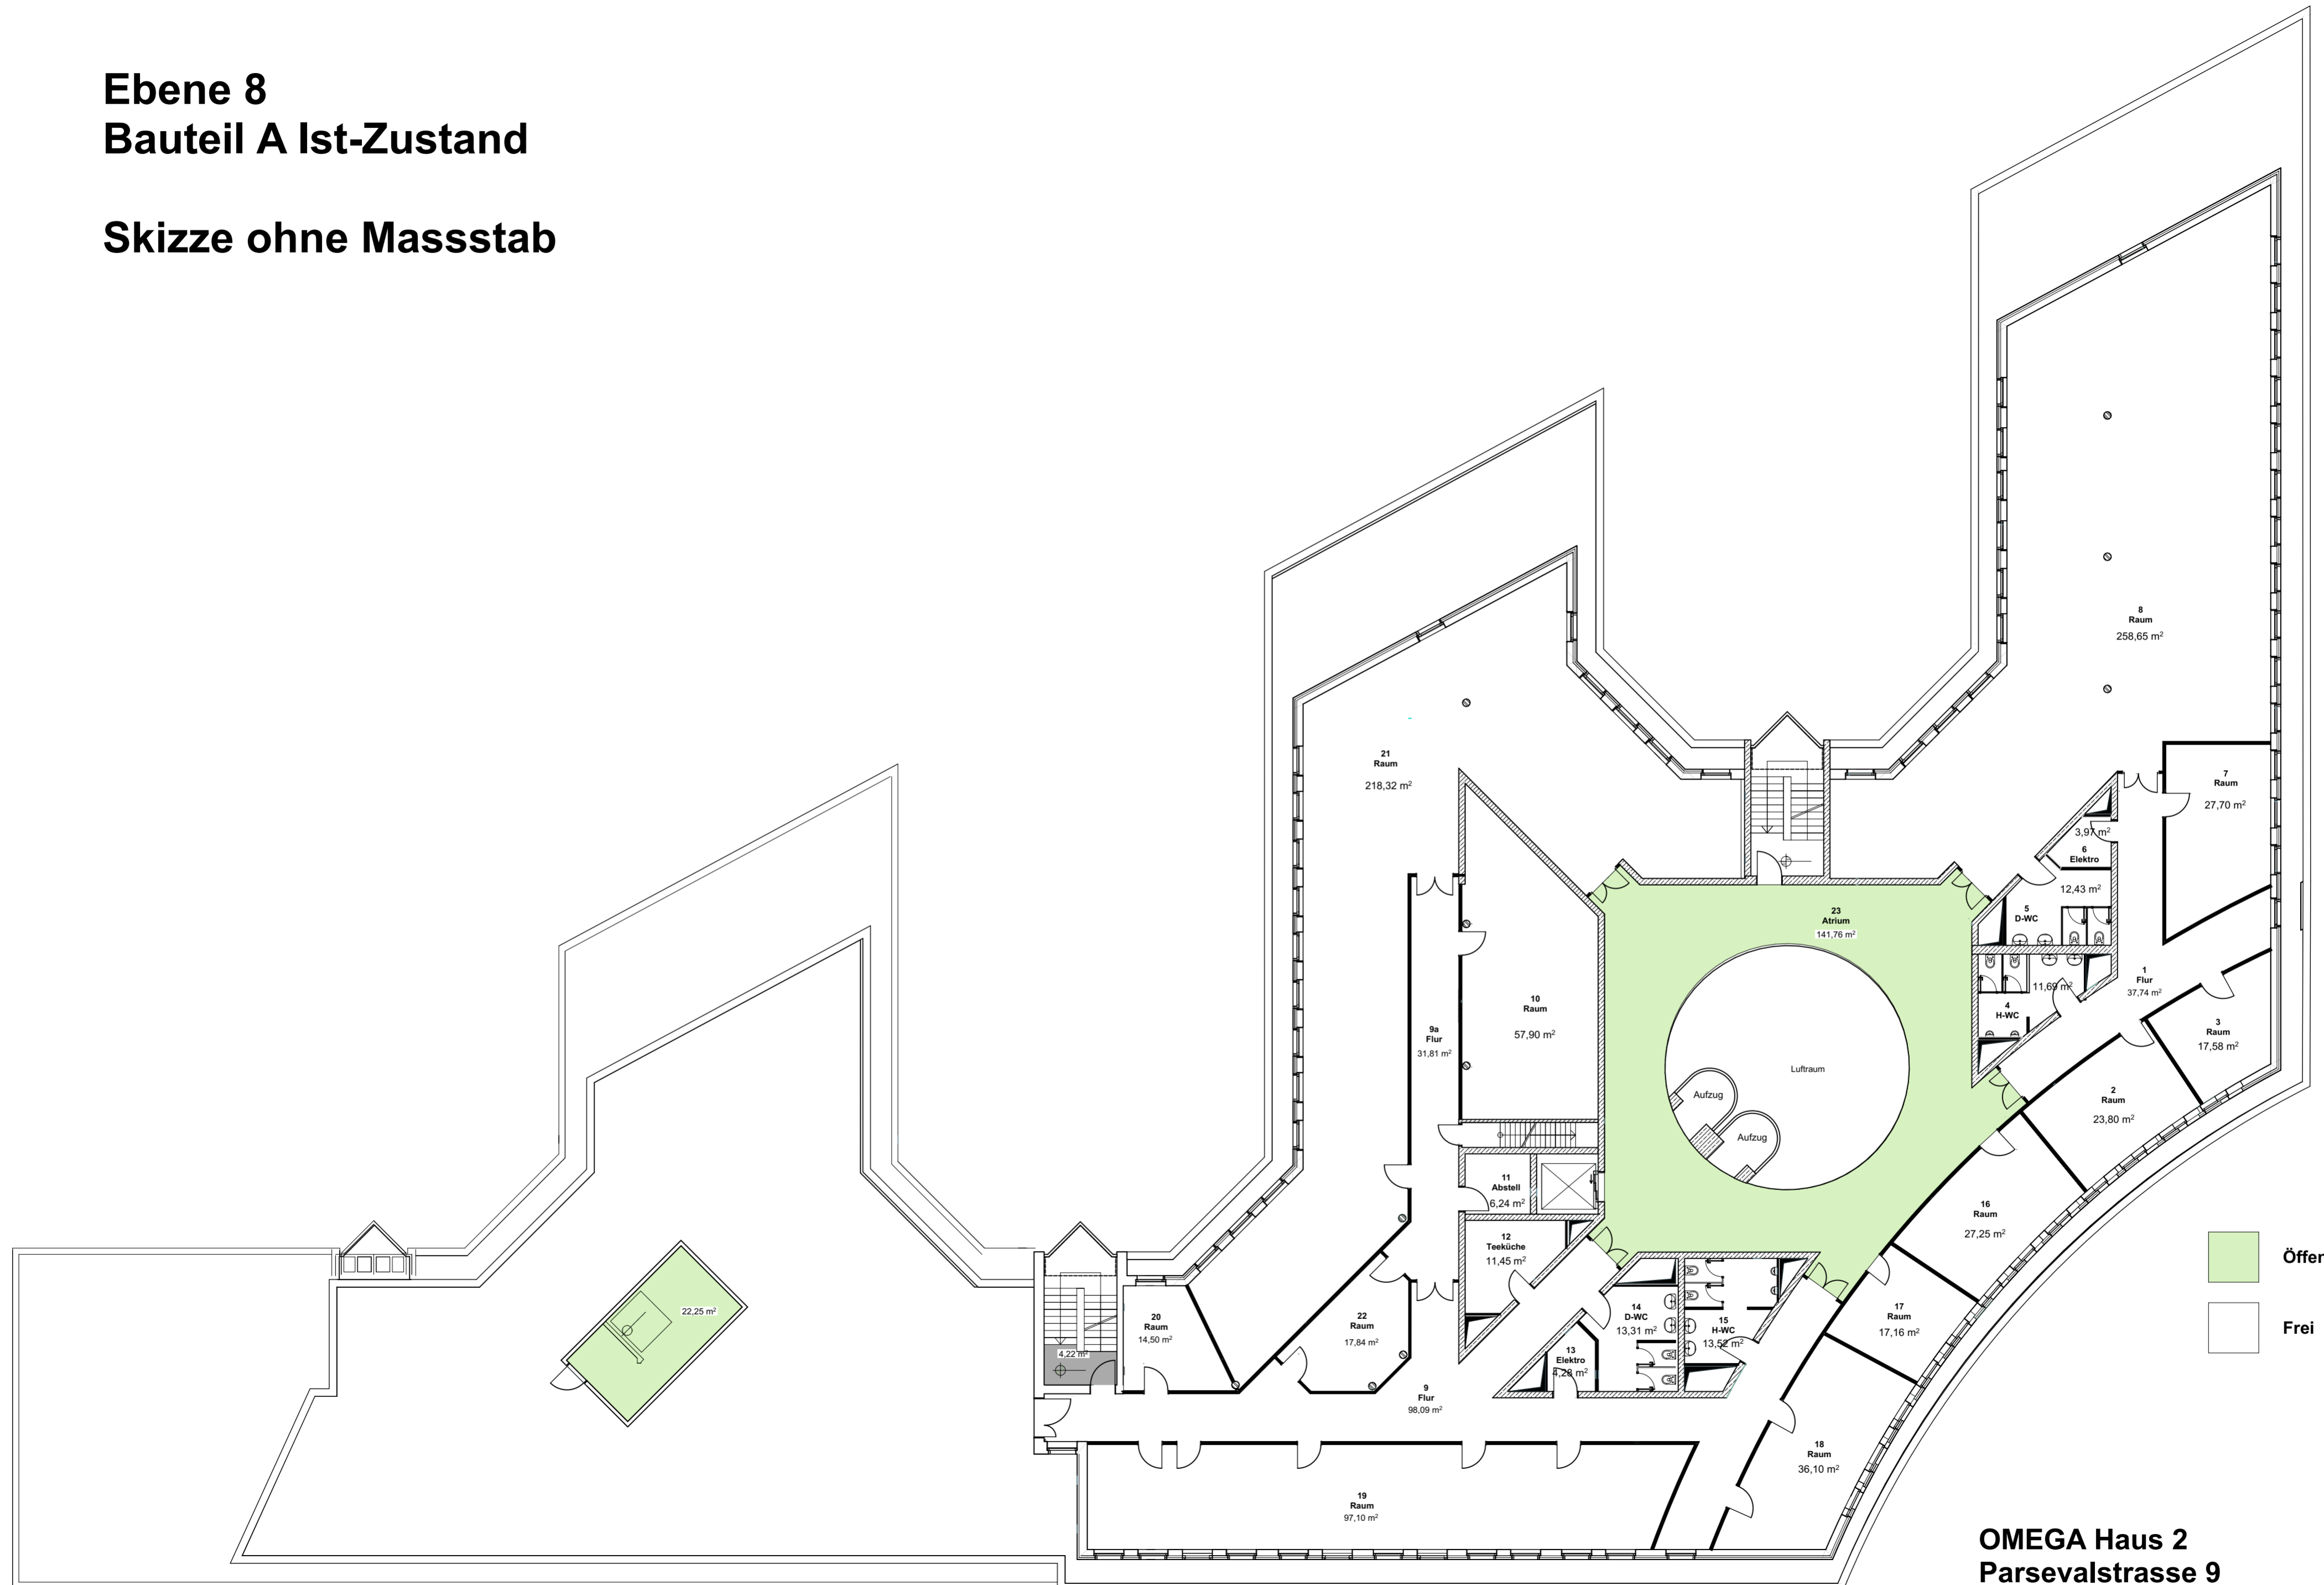 Ebene 8
Bauteil A Ist-Zustand
Skizze ohne Massstab
8
Raum
258,65 m²
21
Raum
218,32 m²
7
Raum
27,70 m²
3,97 m²
6
Elektro
12,43 m²
5
D-WC
23
Atrium
141,76 m²
1
Flur
37,74 m²
11,69 m²
4
H-WC
10
Raum
57,90 m²
9a
Flur
31,81 m²
3
Raum
17,58 m²
Luftraum
Aufzug
Aufzug
2
Raum
23,80 m²
11
Abstell
6,24 m²
16
Raum
27,25 m²
12
Teeküche
11,45 m²
Öffen
22,25 m²
20
Raum
14,50 m²
22
Raum
17,84 m²
14
D-WC
13,31 m²
15
H-WC
13,52 m²
17
Raum
17,16 m²
Frei
4,22 m²
13
Elektro
4,28 m²
9
Flur
98,09 m²
18
Raum
36,10 m²
19
Raum
97,10 m²
OMEGA Haus 2
Parsevalstrasse 9